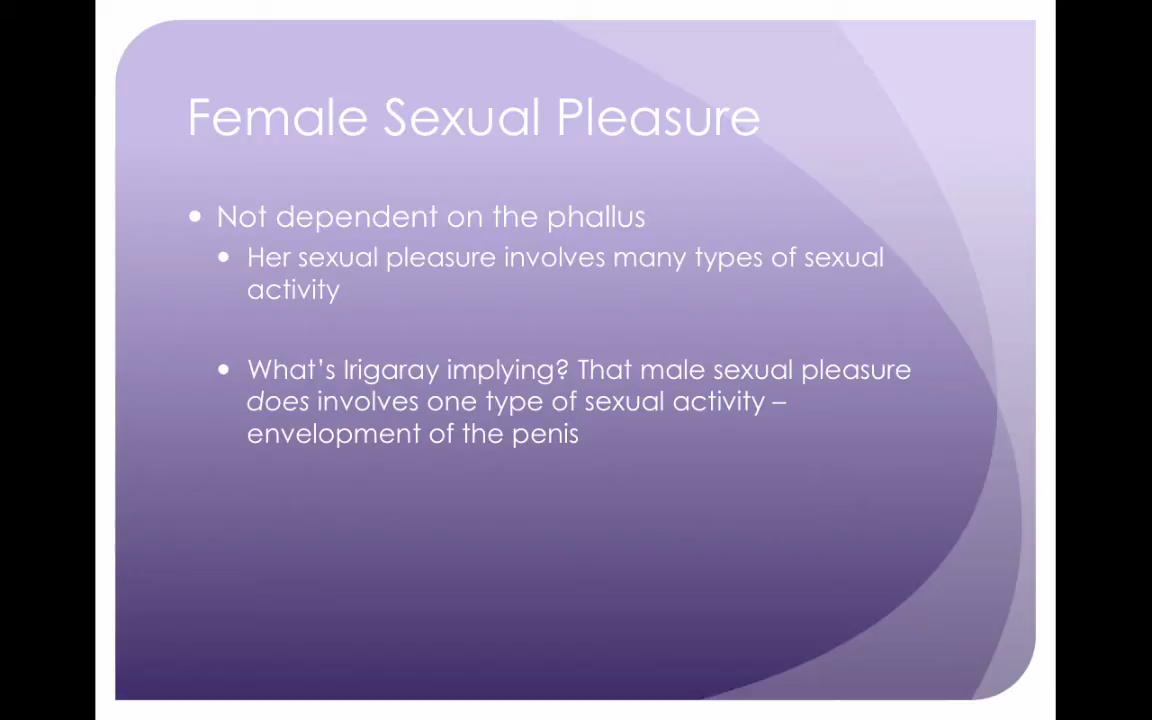 Female Sexual Pleasure
• Not dependent on the phallus
• Her sexual pleasure involves many types of sexual
activity
• What's Irigaray implying? That male sexual pleasure
does involves one type of sexual activity –
envelopment of the penis